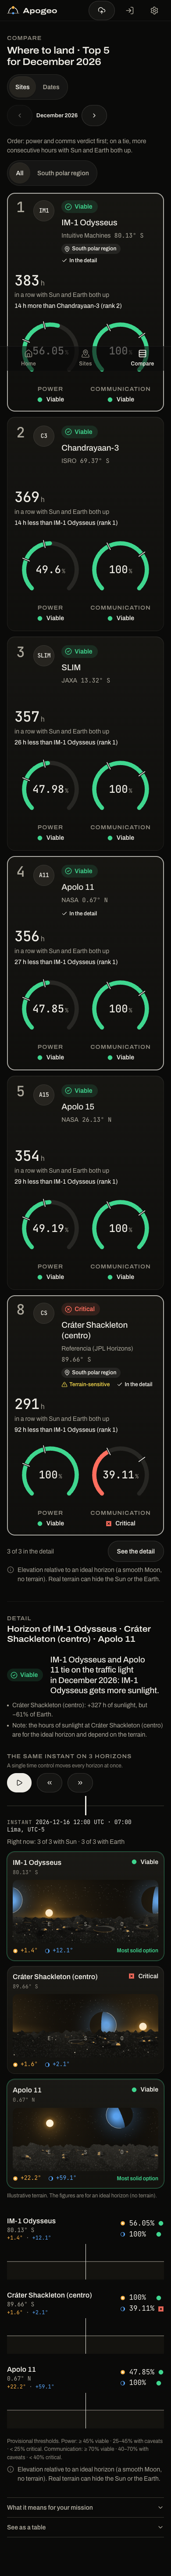 Apogeo
COMPARE
Where to land · Top 5
for December 2026
Sites
Dates
December 2026
Order: power and comms verdict first; on a tie, more
consecutive hours with Sun and Earth both up.
All
South polar region
1
IM1
Viable
IM-1 Odysseus
Intuitive Machines 80.13° S
South polar region
In the detail
383 h
in a row with Sun and Earth both up
14 h more than Chandrayaan-3 (rank 2)
56.05%
100%
Home
Sites
Compare
POWER
COMMUNICATION
Viable
Viable
2
C3
Viable
Chandrayaan-3
ISRO 69.37° S
369 h
in a row with Sun and Earth both up
14 h less than IM-1 Odysseus (rank 1)
49.6%
100%
POWER
COMMUNICATION
Viable
Viable
3
SLIM
Viable
SLIM
JAXA 13.32° S
357 h
in a row with Sun and Earth both up
26 h less than IM-1 Odysseus (rank 1)
47.98%
100%
POWER
COMMUNICATION
Viable
Viable
4
A11
Viable
Apolo 11
NASA 0.67° N
In the detail
356 h
in a row with Sun and Earth both up
27 h less than IM-1 Odysseus (rank 1)
47.85%
100%
POWER
COMMUNICATION
Viable
Viable
5
A15
Viable
Apolo 15
NASA 26.13° N
354 h
in a row with Sun and Earth both up
29 h less than IM-1 Odysseus (rank 1)
49.19%
100%
POWER
COMMUNICATION
Viable
Viable
8
CS
Critical
Cráter Shackleton
(centro)
Referencia (JPL Horizons)
89.66° S
South polar region
Terrain-sensitive
In the detail
291 h
in a row with Sun and Earth both up
92 h less than IM-1 Odysseus (rank 1)
100%
39.11%
POWER
COMMUNICATION
Viable
Critical
3 of 3 in the detail
See the detail
Elevation relative to an ideal horizon (a smooth Moon,
no terrain). Real terrain can hide the Sun or the Earth.
DETAIL
Horizon of IM-1 Odysseus · Cráter
Shackleton (centro) · Apolo 11
Viable
IM-1 Odysseus and Apolo
11 tie on the traffic light
in December 2026: IM-1
Odysseus gets more sunlight.
Cráter Shackleton (centro): +327 h of sunlight, but
−61% of Earth.
Note: the hours of sunlight at Cráter Shackleton (centro)
are for the ideal horizon and depend on the terrain.
THE SAME INSTANT ON 3 HORIZONS
A single time control moves every horizon at once.
INSTANT 2026-12-16 12:00 UTC · 07:00
Lima, UTC-5
Right now: 3 of 3 with Sun · 3 of 3 with Earth
IM-1 Odysseus
Viable
80.13° S
E
S
O
+1.4°
+12.1°
Most solid option
Cráter Shackleton (centro)
Critical
89.66° S
E
S
O
+1.6°
+2.1°
Apolo 11
Viable
0.67° N
E
S
O
+22.2°
+59.1°
Most solid option
Illustrative terrain. The figures are for an ideal horizon (no terrain).
IM-1 Odysseus
80.13° S
+1.4° · +12.1°
56.05%
100%
Cráter Shackleton (centro)
89.66° S
+1.6° · +2.1°
100%
39.11%
Apolo 11
0.67° N
+22.2° · +59.1°
47.85%
100%
Provisional thresholds. Power: ≥ 45% viable · 25–45% with caveats
· < 25% critical. Communication: ≥ 70% viable · 40–70% with
caveats · < 40% critical.
Elevation relative to an ideal horizon (a smooth Moon,
no terrain). Real terrain can hide the Sun or the Earth.
What it means for your mission
See as a table